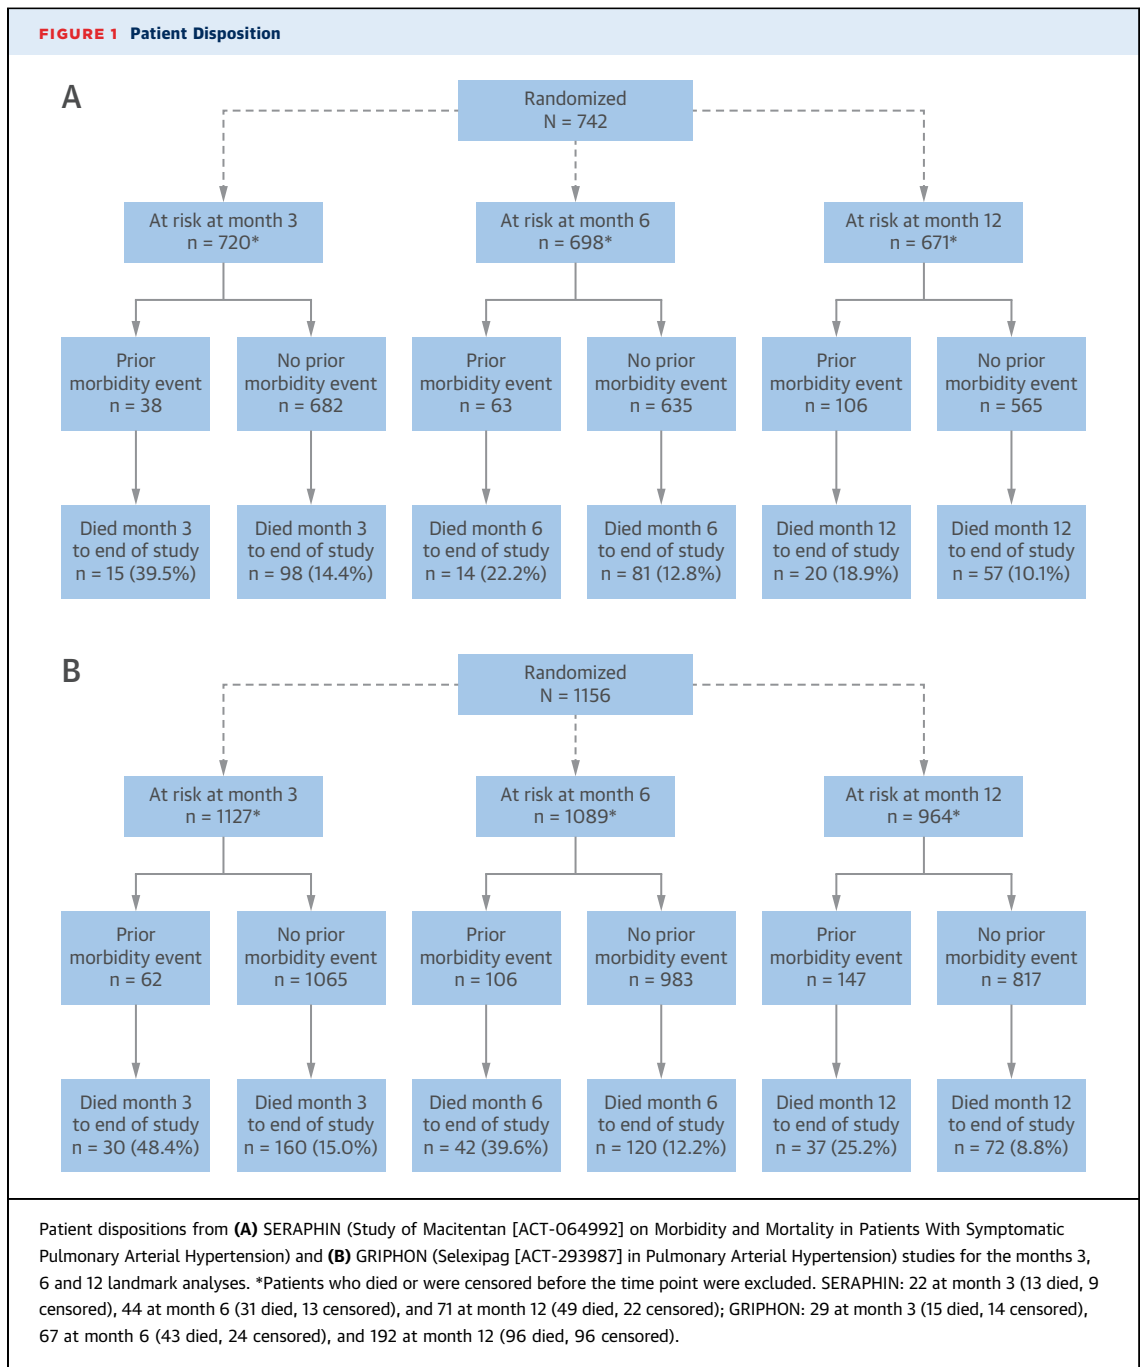 FIGURE 1 Patient Disposition
A
Randomized
N = 742
At risk at month 3
n = 720*
At risk at month 6
n = 698*
At risk at month 12
n = 671*
Prior
morbidity event
n = 38
No prior
morbidity event
n = 682
Prior
morbidity event
n = 63
No prior
morbidity event
n = 635
Prior
morbidity event
n = 106
No prior
morbidity event
n = 565
Died month 3
to end of study
n = 15 (39.5%)
Died month 3
to end of study
n = 98 (14.4%)
Died month 6
to end of study
n = 14 (22.2%)
Died month 6
to end of study
n = 81 (12.8%)
Died month 12
to end of study
n = 20 (18.9%)
Died month 12
to end of study
n = 57 (10.1%)
B
Randomized
N = 1156
At risk at month 3
n = 1127*
At risk at month 6
n = 1089*
At risk at month 12
n = 964*
Prior
morbidity event
n = 62
No prior
morbidity event
n = 1065
Prior
morbidity event
n = 106
No prior
morbidity event
n = 983
Prior
morbidity event
n = 147
No prior
morbidity event
n = 817
Died month 3
to end of study
n = 30 (48.4%)
Died month 3
to end of study
n = 160 (15.0%)
Died month 6
to end of study
n = 42 (39.6%)
Died month 6
to end of study
n = 120 (12.2%)
Died month 12
to end of study
n = 37 (25.2%)
Died month 12
to end of study
n = 72 (8.8%)
Patient dispositions from (A) SERAPHIN (Study of Macitentan [ACT-064992] on Morbidity and Mortality in Patients With Symptomatic
Pulmonary Arterial Hypertension) and (B) GRIPHON (Selexipag [ACT-293987] in Pulmonary Arterial Hypertension) studies for the months 3,
6 and 12 landmark analyses. *Patients who died or were censored before the time point were excluded. SERAPHIN: 22 at month 3 (13 died, 9
censored), 44 at month 6 (31 died, 13 censored), and 71 at month 12 (49 died, 22 censored); GRIPHON: 29 at month 3 (15 died, 14 censored),
67 at month 6 (43 died, 24 censored), and 192 at month 12 (96 died, 96 censored).